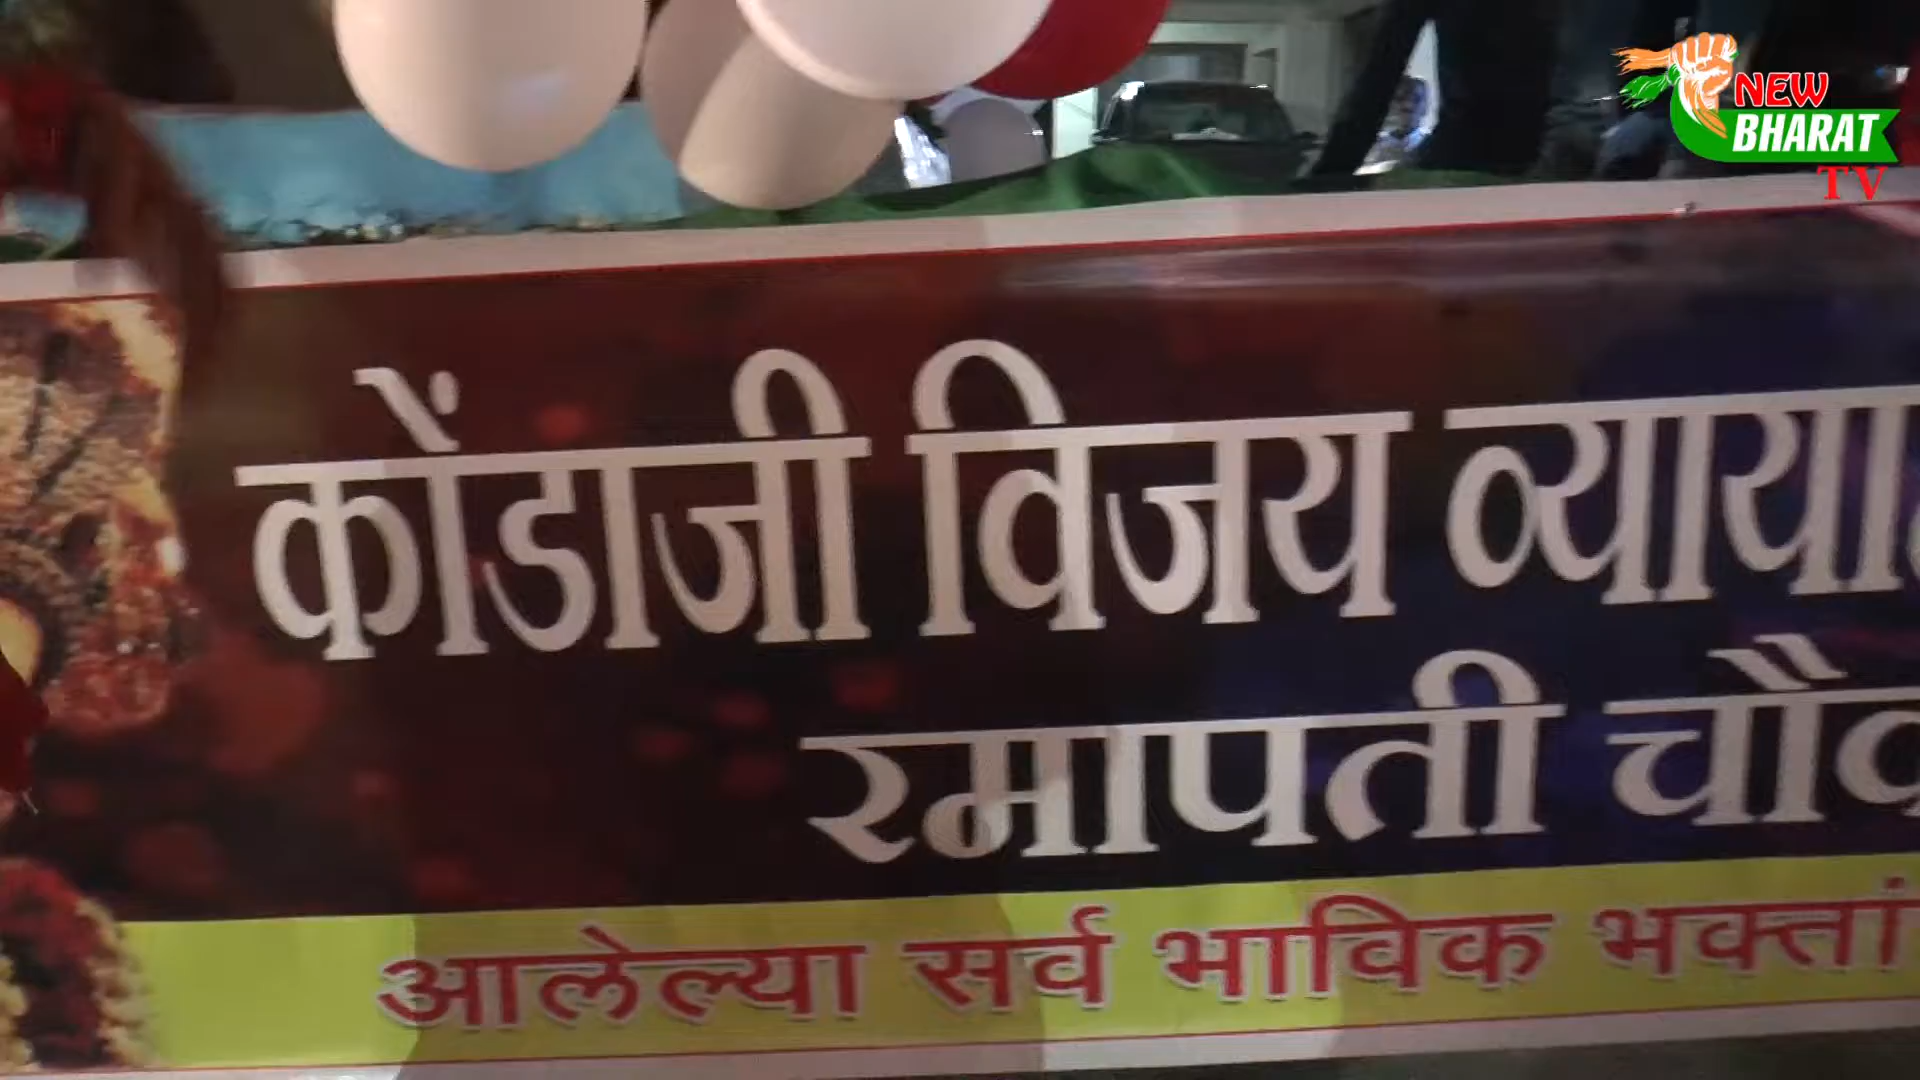 NEW
BHARAT
TV
कोंडाजी विजय
रमापती
आलेल्या सर्व भाविक भक्तां